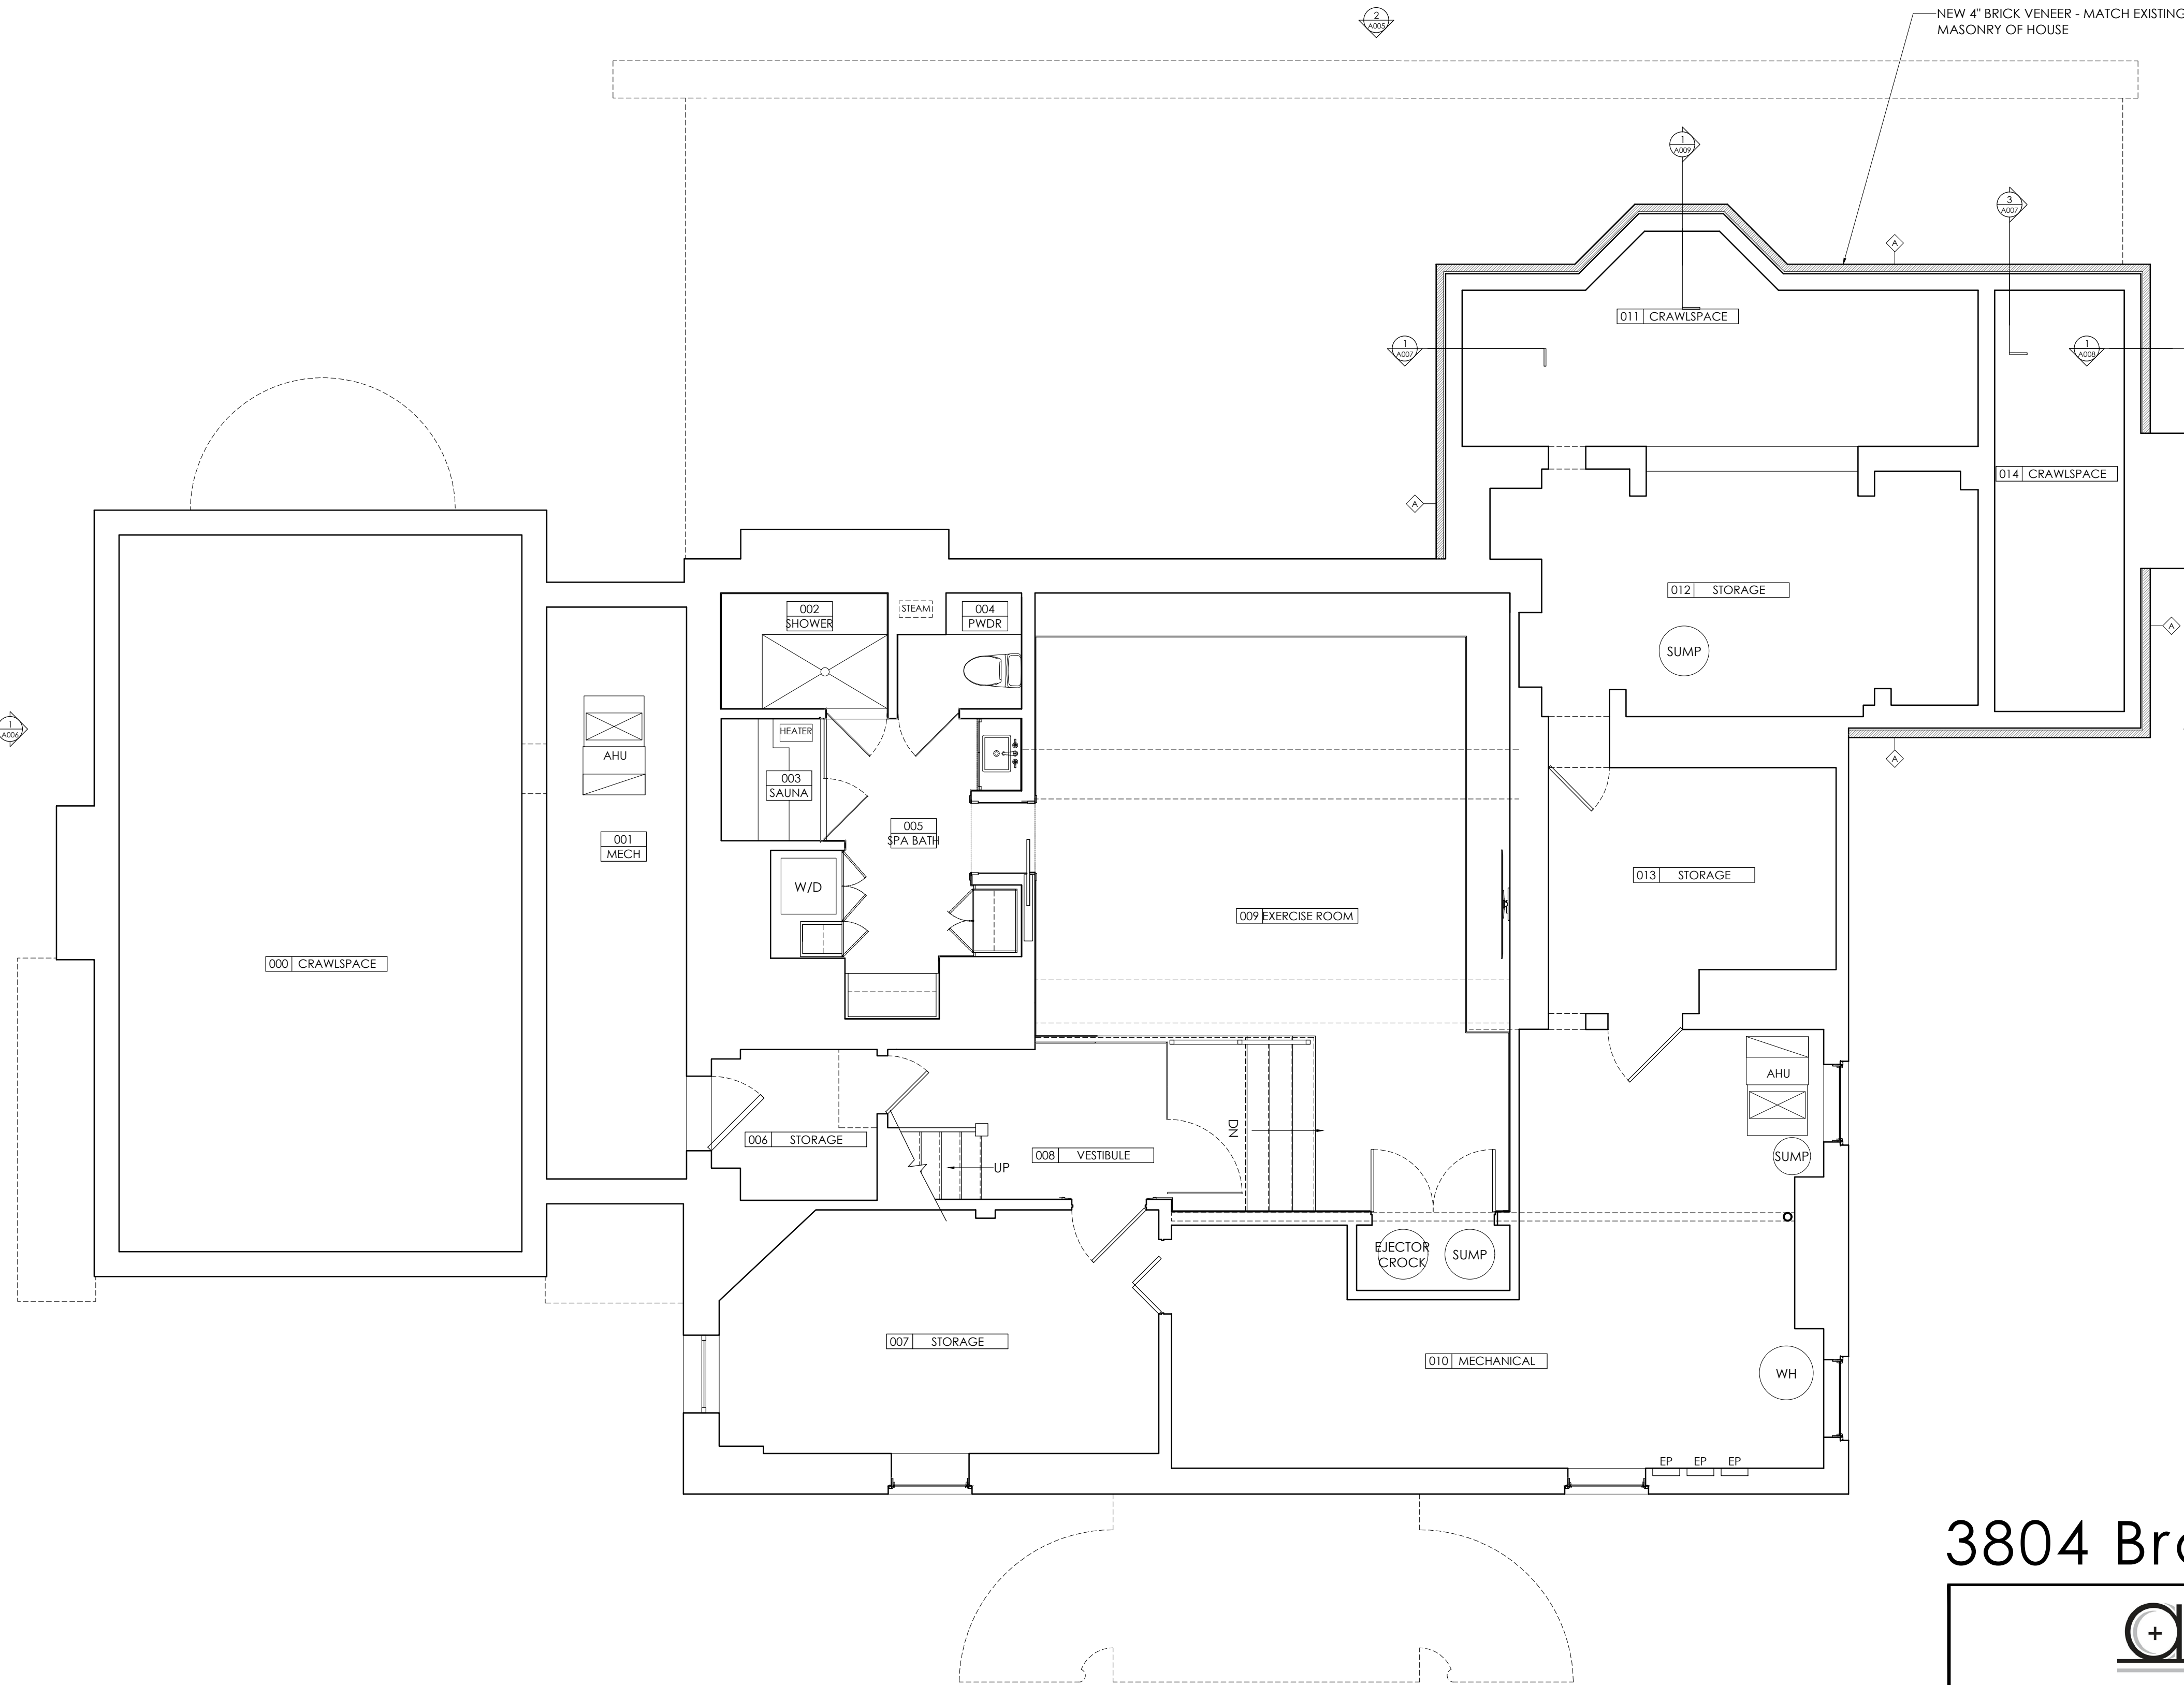 2
A005
NEW 4" BRICK VENEER - MATCH EXISTING
MASONRY OF HOUSE
1
A009
3
A007
A
011 CRAWLSPACE
1
A007
1
A008
014 CRAWLSPACE
A
012 STORAGE
002
SHOWER
STEAM
004
PWDR
A
SUMP
1
A006
HEATER
AHU
A
003
SAUNA
005
SPA BATH
001
MECH
W/D
013 STORAGE
009 EXERCISE ROOM
000 CRAWLSPACE
AHU
DN
006 STORAGE
008 VESTIBULE
SUMP
UP
EJECTOR
CROCK
SUMP
007 STORAGE
010 MECHANICAL
WH
EP EP EP
3804 Br